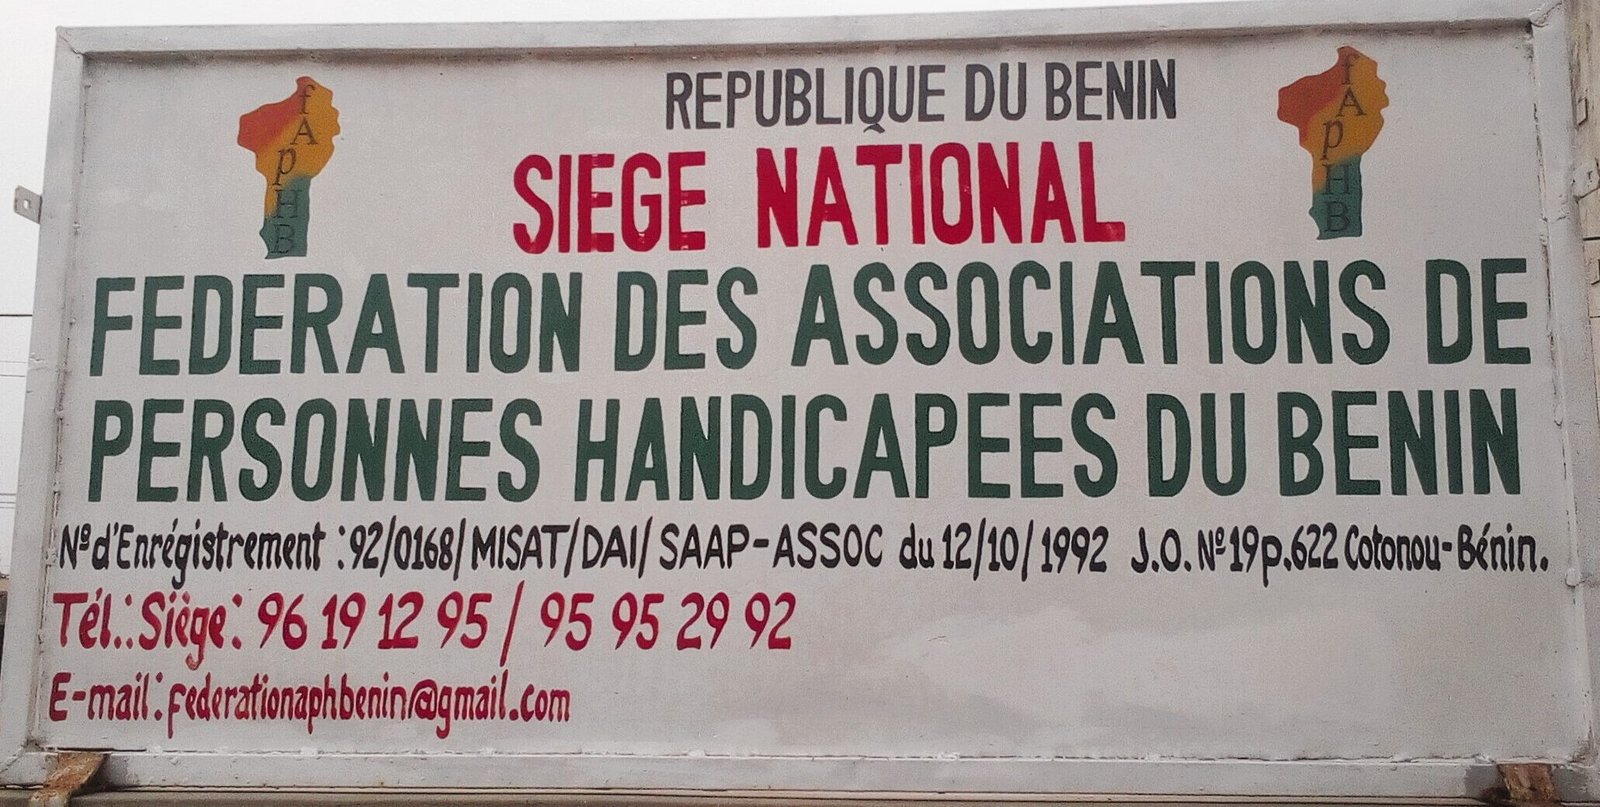 REPUBLIQUE DU BENIN
SIEGE NATIONAL
FEDERATION DES ASSOCIATIONS DE
PERSONNES HANDICAPEES DU BENIN
Nº d'Enrégistrement : 92/0168/MISAT/DAI/SAAP-ASSOC du 12/10/1992 J.O. Nº19p.622 Cotonou-Bénin.
Tél.: Siège: 96 19 12 95 / 95 95 29 92
E-mail: federationaphbenin@gmail.com
fApHB
fApHB